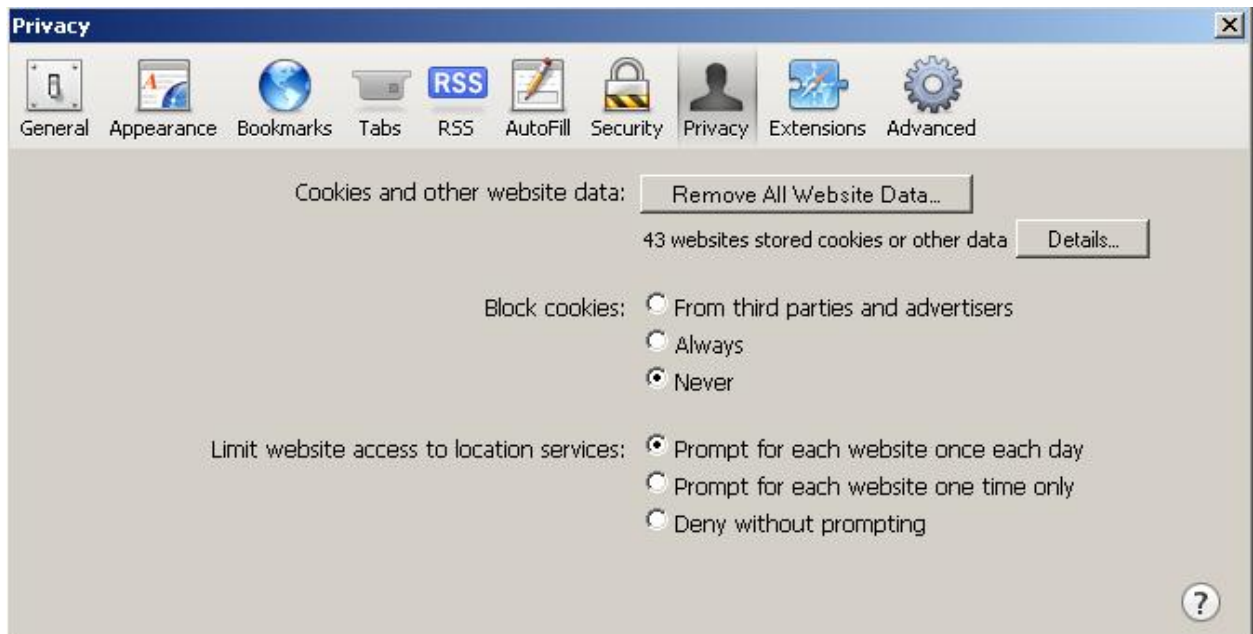 Privacy
RSS
General Appearance Bookmarks Tabs RSS AutoFill Security Privacy Extensions Advanced
Cookies and other website data: Remove All Website Data...
43 websites stored cookies or other data Details...
Block cookies: From third parties and advertisers
Always
Never
Limit website access to location services: Prompt for each website once each day
Prompt for each website one time only
Deny without prompting
?